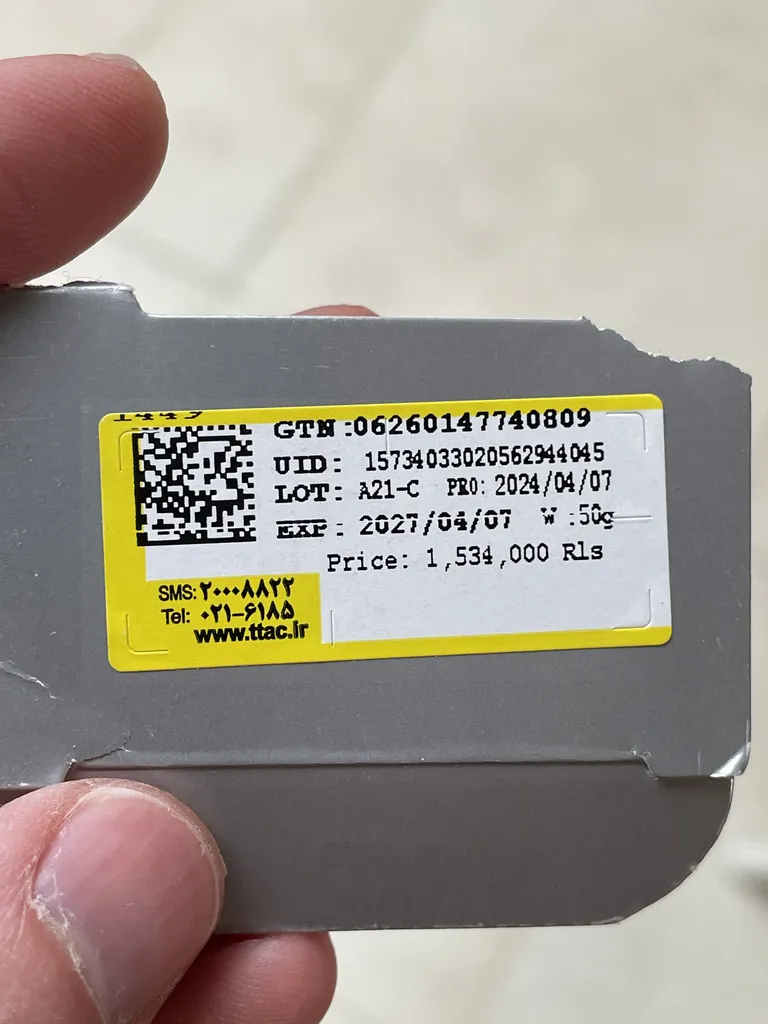 GTN:06260147740809
UID: 15734033020562944045
LOT: A21-C PRO: 2024/04/07
EXP: 2027/04/07 W:50g
Price: 1,534,000 Rls
SMS:۲۰۰۰۸۸۲۲
Tel: ۰۲۱-۶۱۸۵
www.ttac.ir